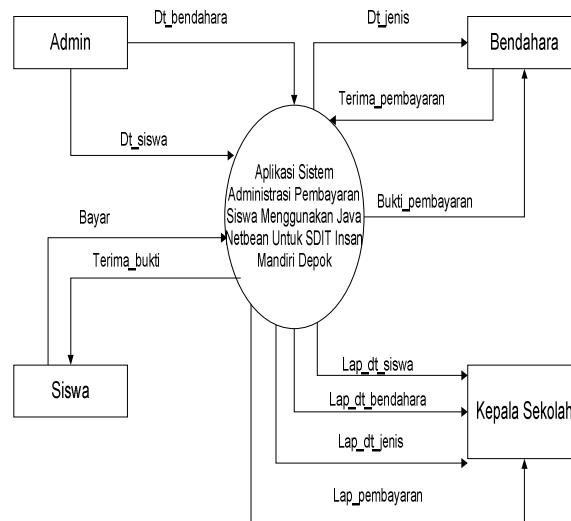 Dt_bendahara
Dt_jenis
Admin
Bendahara
Terima_pembayaran
Dt_siswa
Aplikasi Sistem
Administrasi Pembayaran
Siswa Menggunakan Java
Netbean Untuk SDIT Insan
Mandiri Depok
Bukti_pembayaran
Bayar
Terima_bukti
Siswa
Lap_dt_siswa
Lap_dt_bendahara
Kepala Sekolah
Lap_dt_jenis
Lap_pembayaran